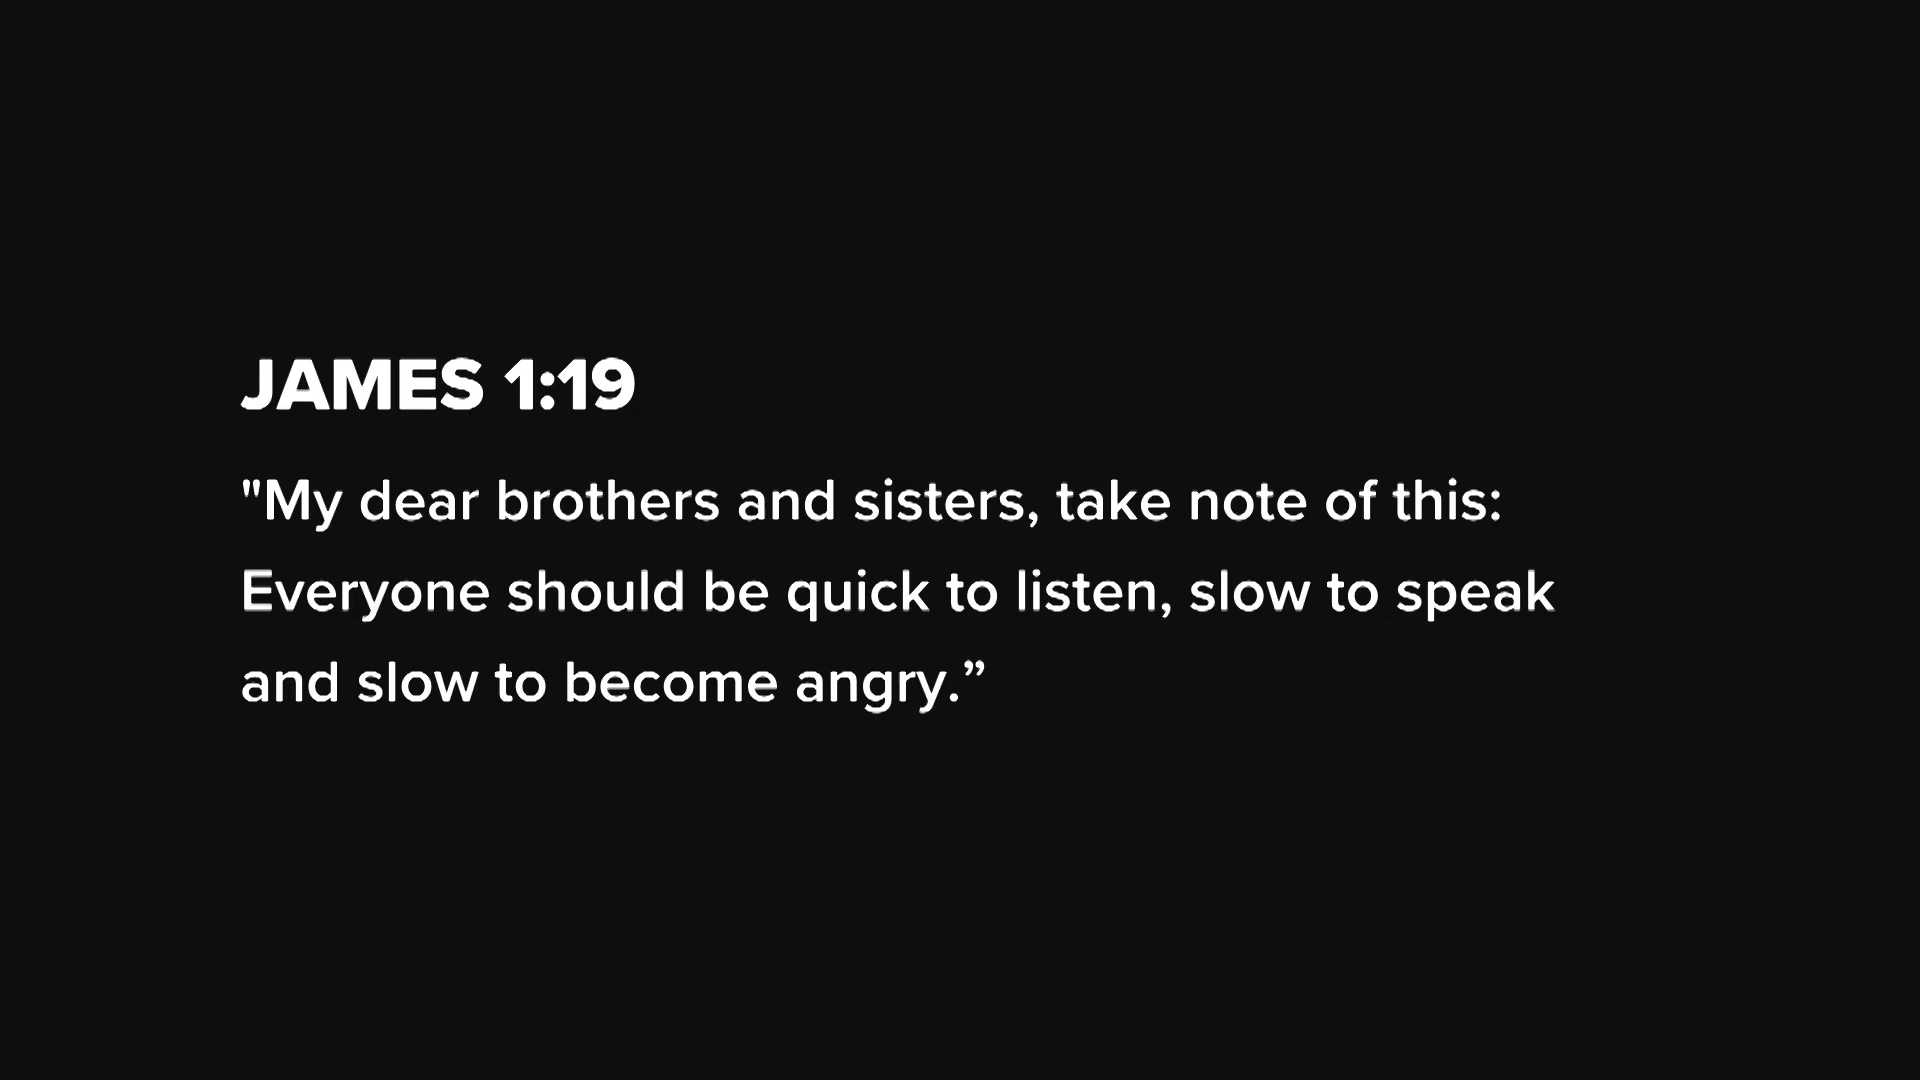 JAMES 1:19
"My dear brothers and sisters, take note of this:
Everyone should be quick to listen, slow to speak
and slow to become angry.”